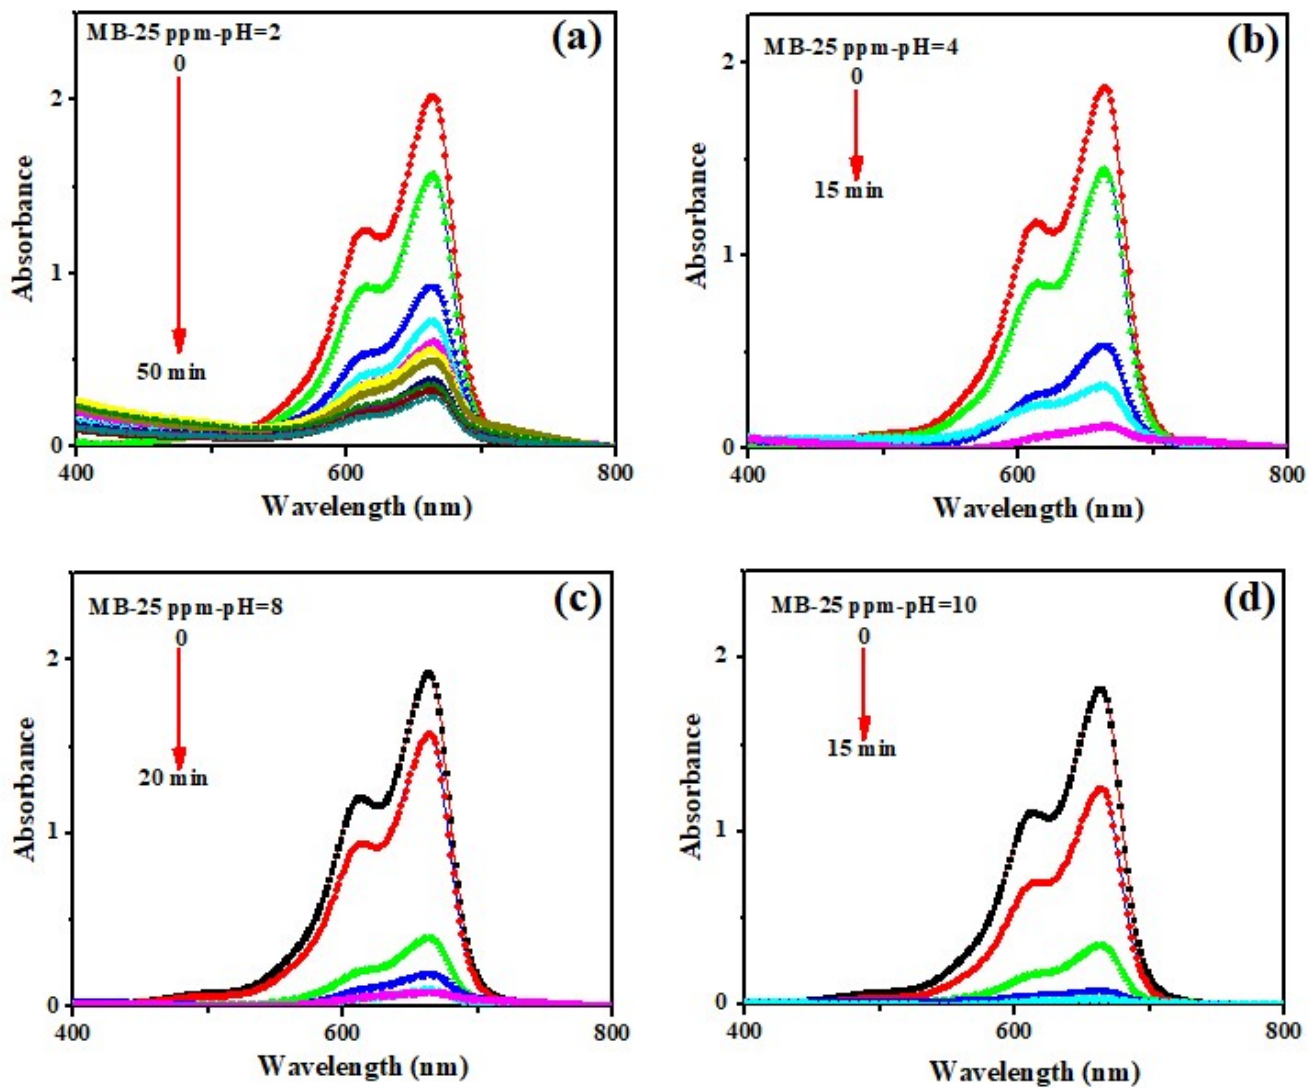 MB-25 ppm-pH=2
(a)
0
50 min
2
1
0
400
600
800
Absorbance
Wavelength (nm)
MB-25 ppm-pH=4
(b)
0
15 min
2
1
0
400
600
800
Absorbance
Wavelength (nm)
MB-25 ppm-pH=8
(c)
0
20 min
2
1
0
400
600
800
Absorbance
Wavelength (nm)
MB-25 ppm-pH=10
(d)
0
15 min
2
1
0
400
600
800
Absorbance
Wavelength (nm)